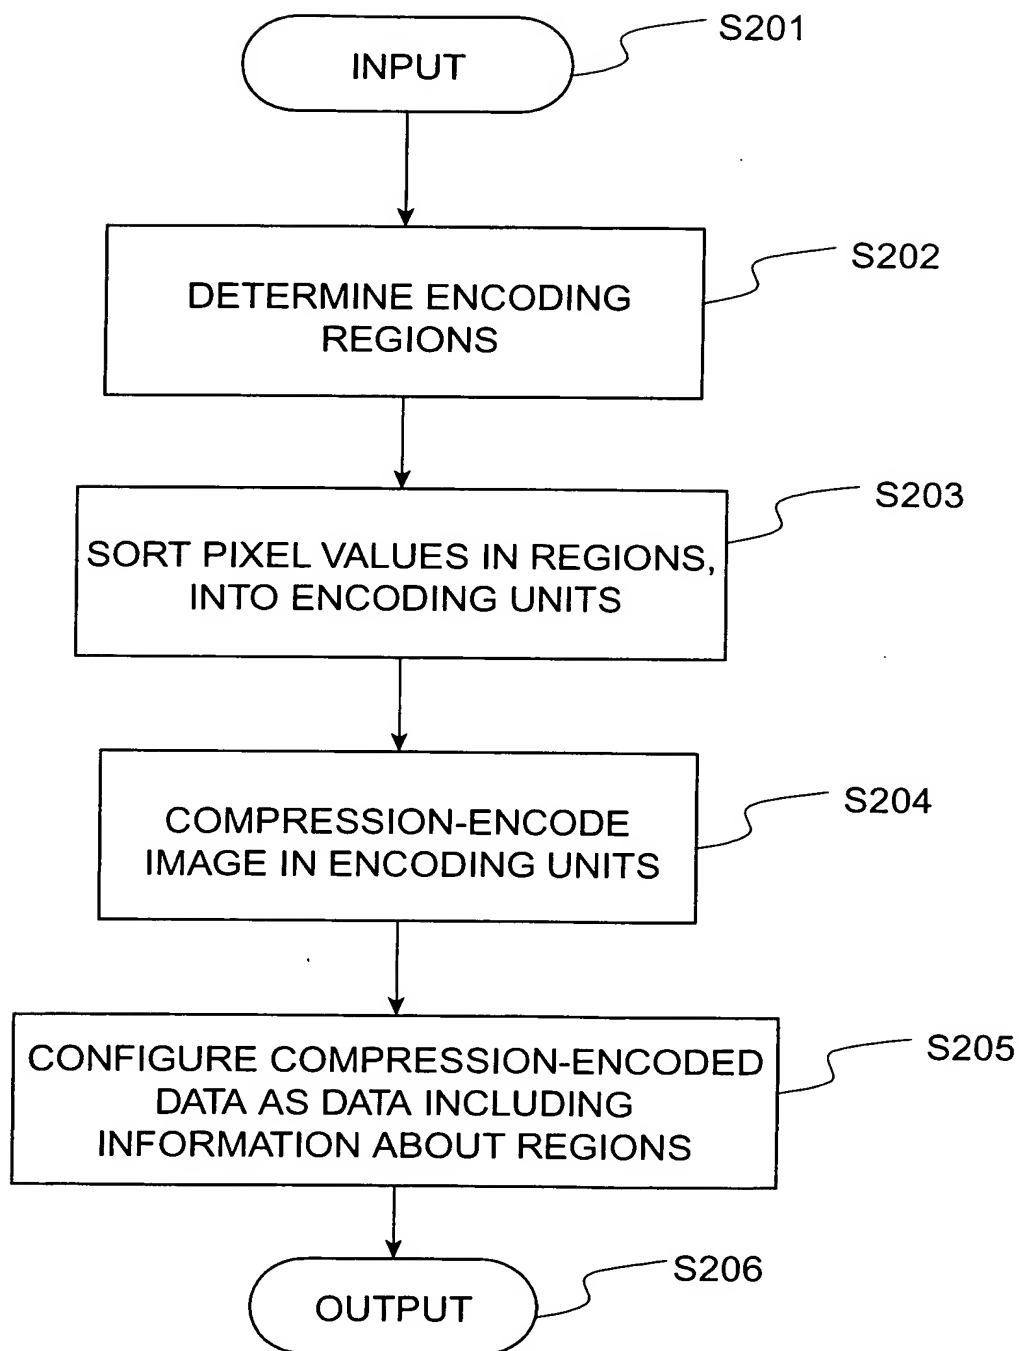 S201
INPUT
S202
DETERMINE ENCODING
REGIONS
S203
SORT PIXEL VALUES IN REGIONS,
INTO ENCODING UNITS
S204
COMPRESSION-ENCODE
IMAGE IN ENCODING UNITS
S205
CONFIGURE COMPRESSION-ENCODED
DATA AS DATA INCLUDING
INFORMATION ABOUT REGIONS
S206
OUTPUT